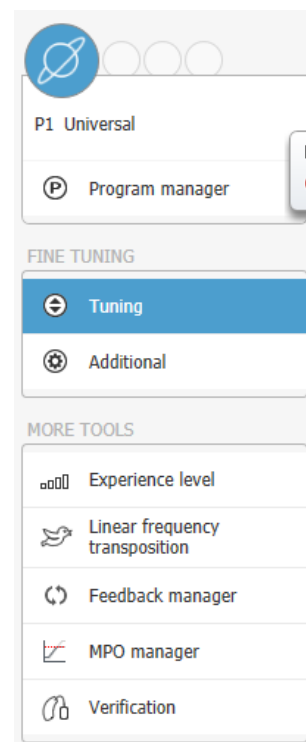 P1 Universal
Program manager
FINE TUNING
Tuning
Additional
MORE TOOLS
Experience level
Linear frequency
transposition
Feedback manager
MPO manager
Verification